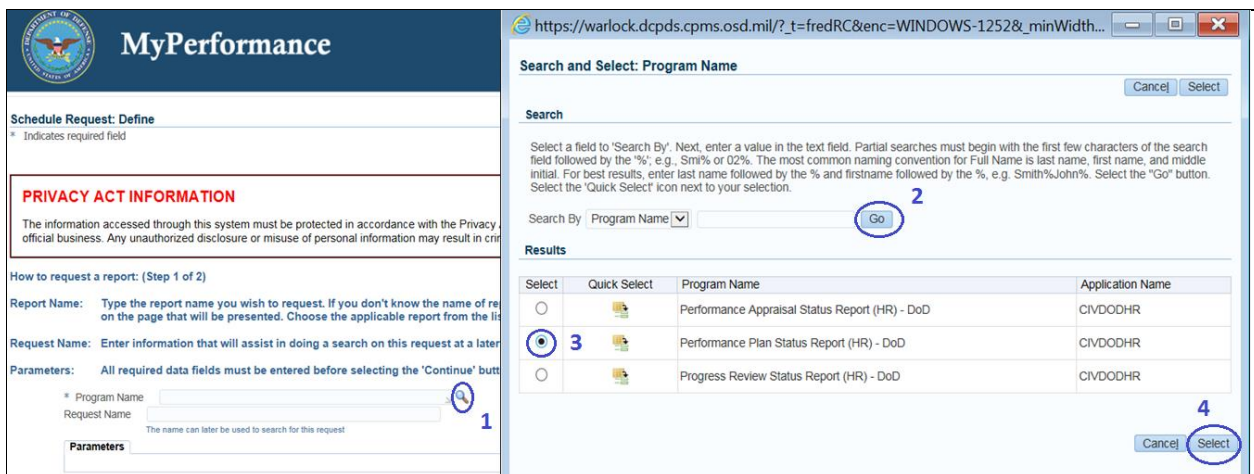 MyPerformance
Schedule Request: Define
* Indicates required field
PRIVACY ACT INFORMATION
The information accessed through this system must be protected in accordance with the Privacy
official business. Any unauthorized disclosure or misuse of personal information may result in
How to request a report: (Step 1 of 2)
Report Name: Type the report name you wish to request. If you don't know the name of
on the page that will be presented. Choose the applicable report from the
Request Name: Enter information that will assist in doing a search on this request at a later
Parameters: All required data fields must be entered before selecting the 'Continue'
* Program Name
1
Request Name
The name can later be used to search for this request
Parameters
https://warlock.dcpds.cpms.osd.mil/?_t=fredRC&enc=WINDOWS-1252&_minWidth...
Search and Select: Program Name
Cancel Select
Search
Select a field to 'Search By'. Next, enter a value in the text field. Partial searches must begin with the first few characters of the search
field followed by the '%'; e.g., Smi% or 02%. The most common naming convention for Full Name is last name, first name, and middle
initial. For best results, enter last name followed by the % and firstname followed by the %, e.g. Smith%John%. Select the "Go" button.
Select the 'Quick Select' icon next to your selection.
2
Search By Program Name Go
Results
Select Quick Select Program Name Application Name
Performance Appraisal Status Report (HR) - DoD CIVDODHR
3 Performance Plan Status Report (HR) - DoD CIVDODHR
Progress Review Status Report (HR) - DoD CIVDODHR
4
Cancel Select